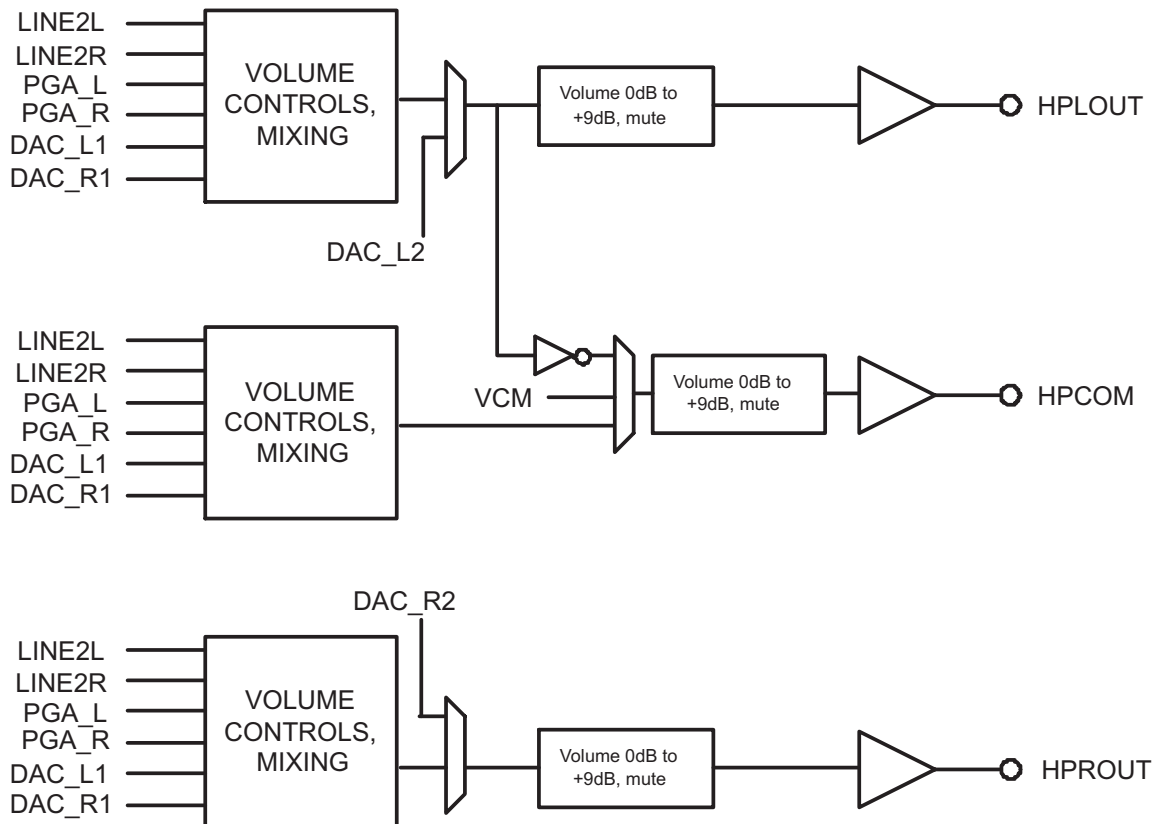 LINE2L
LINE2R
PGA_L
PGA_R
DAC_L1
DAC_R1
VOLUME
CONTROLS,
MIXING
DAC_L2
Volume 0dB to
+9dB, mute
HPLOUT
LINE2L
LINE2R
PGA_L
PGA_R
DAC_L1
DAC_R1
VOLUME
CONTROLS,
MIXING
VCM
Volume 0dB to
+9dB, mute
HPCOM
DAC_R2
LINE2L
LINE2R
PGA_L
PGA_R
DAC_L1
DAC_R1
VOLUME
CONTROLS,
MIXING
Volume 0dB to
+9dB, mute
HPROUT